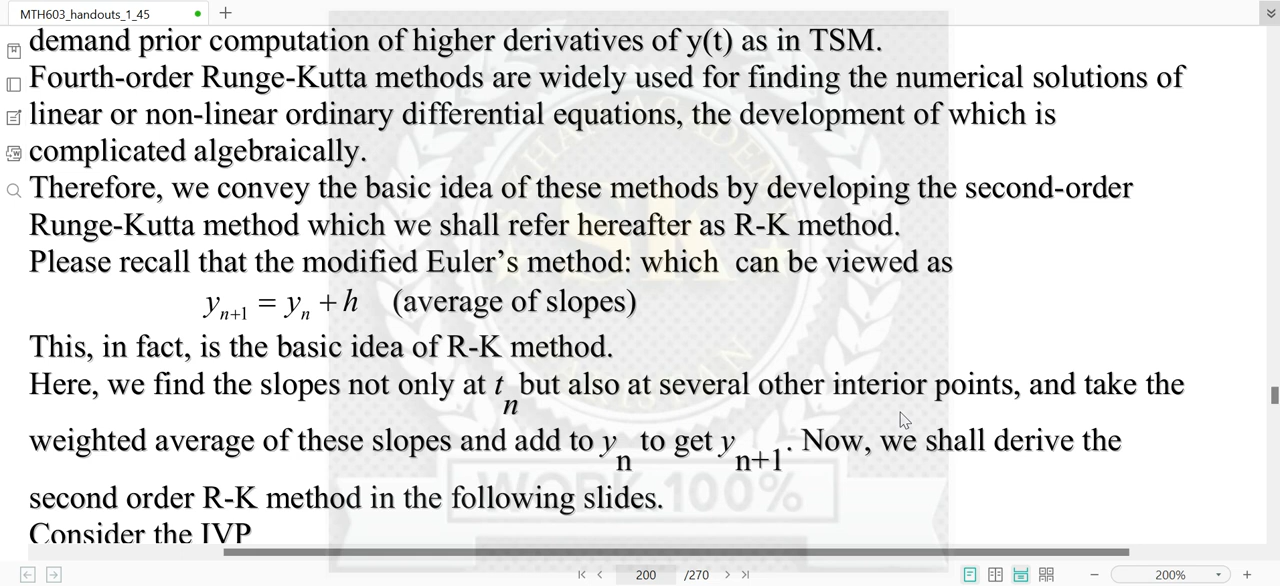 MTH603_handouts_1_45
demand prior computation of higher derivatives of y(t) as in TSM.
Fourth-order Runge-Kutta methods are widely used for finding the numerical solutions of
linear or non-linear ordinary differential equations, the development of which is
complicated algebraically.
Therefore, we convey the basic idea of these methods by developing the second-order
Runge-Kutta method which we shall refer hereafter as R-K method.
Please recall that the modified Euler’s method: which can be viewed as
yn+1 = yn + h (average of slopes)
This, in fact, is the basic idea of R-K method.
Here, we find the slopes not only at tn but also at several other interior points, and take the
weighted average of these slopes and add to yn to get yn+1. Now, we shall derive the
second order R-K method in the following slides.
Consider the IVP
WORK 100%
200 /270
200%